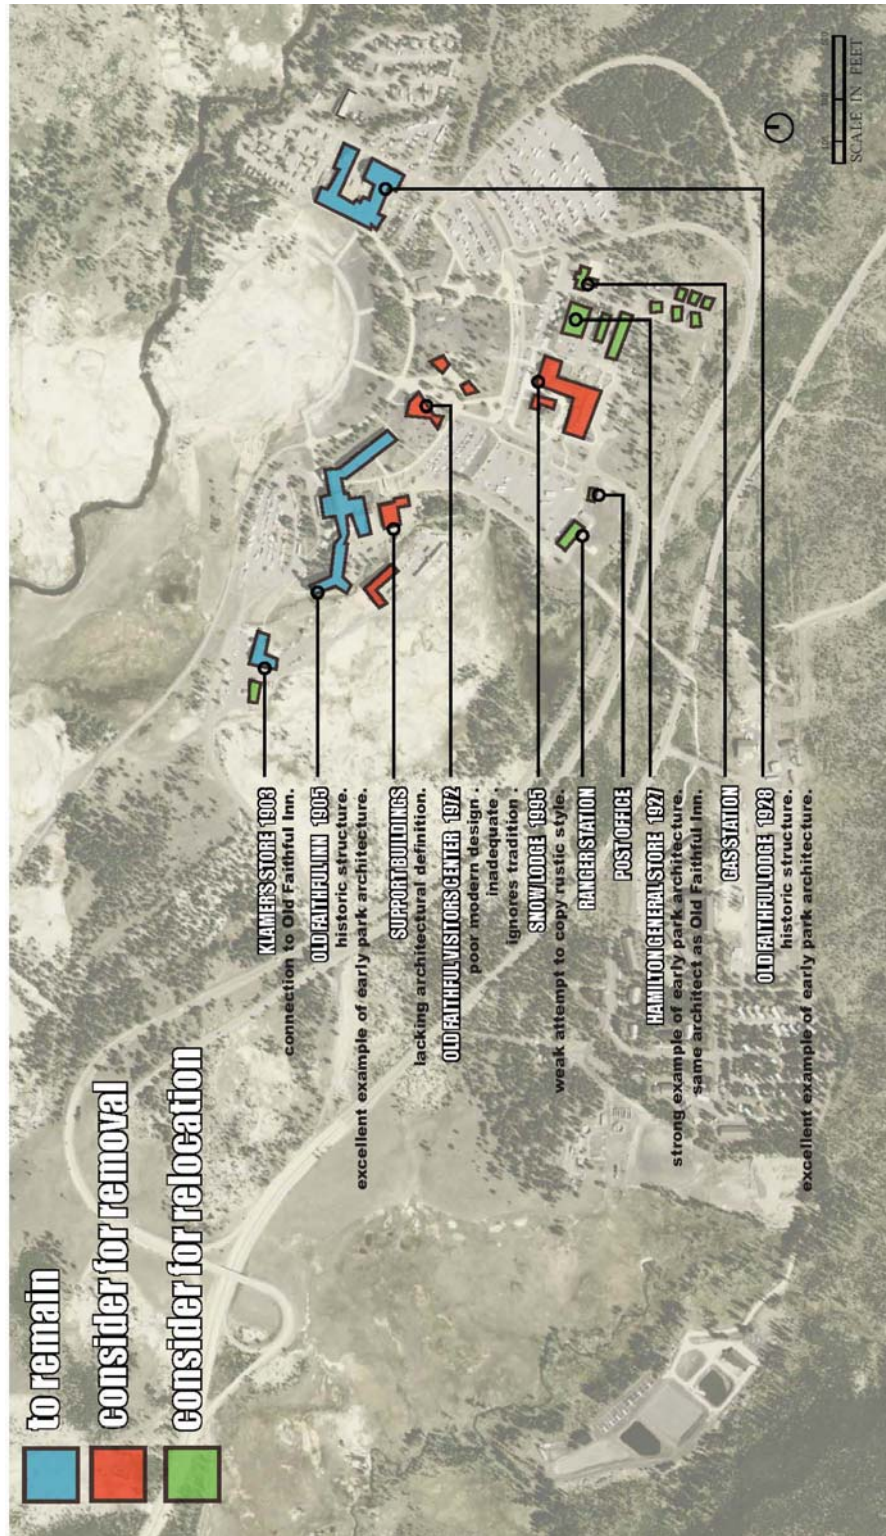 to remain
consider for removal
consider for relocation
KLAMER'S STORE 1903
connection to Old Faithful Inn.
OLD FAITHFUL INN 1905
historic structure.
excellent example of early park architecture.
SUPPORT BUILDINGS
lacking architectural definition.
OLD FAITHFUL VISITORS CENTER 1972
poor modern design .
inadequate .
ignores tradition .
SNOW LODGE 1995
weak attempt to copy rustic style.
RANGER STATION
POST OFFICE
HAMILTON GENERAL STORE 1927
strong example of early park architecture.
same architect as Old Faithful Inn.
GAS STATION
OLD FAITHFUL LODGE 1928
historic structure.
excellent example of early park architecture.
SCALE IN FEET